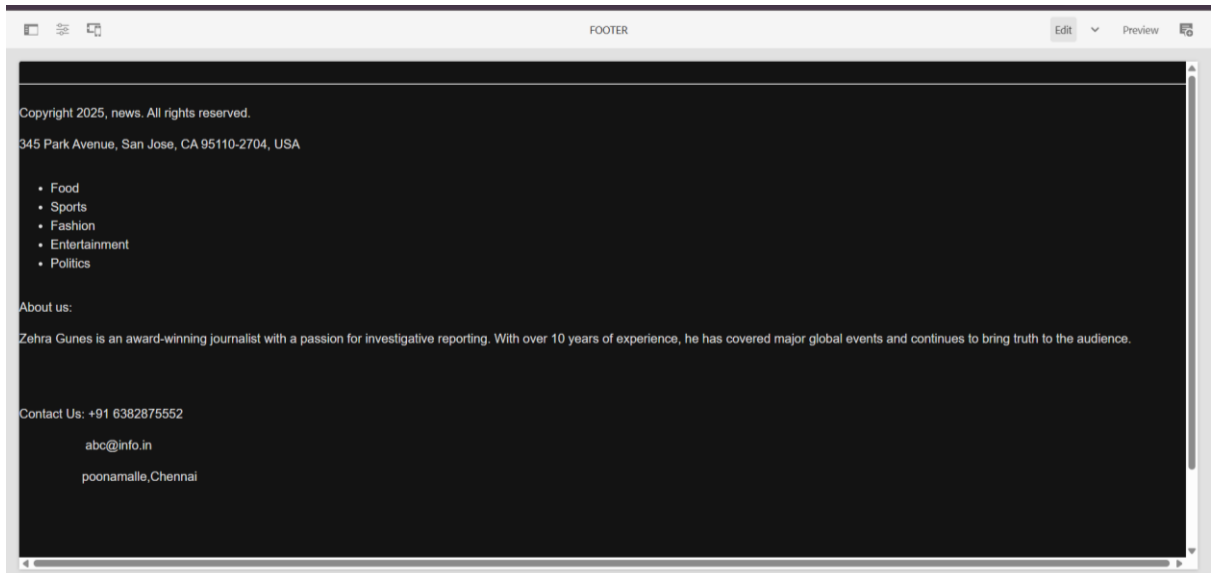 FOOTER
Edit
Preview
Copyright 2025, news. All rights reserved.
345 Park Avenue, San Jose, CA 95110-2704, USA
• Food
• Sports
• Fashion
• Entertainment
• Politics
About us:
Zehra Gunes is an award-winning journalist with a passion for investigative reporting. With over 10 years of experience, he has covered major global events and continues to bring truth to the audience.
Contact Us: +91 6382875552
abc@info.in
poonamalle,Chennai